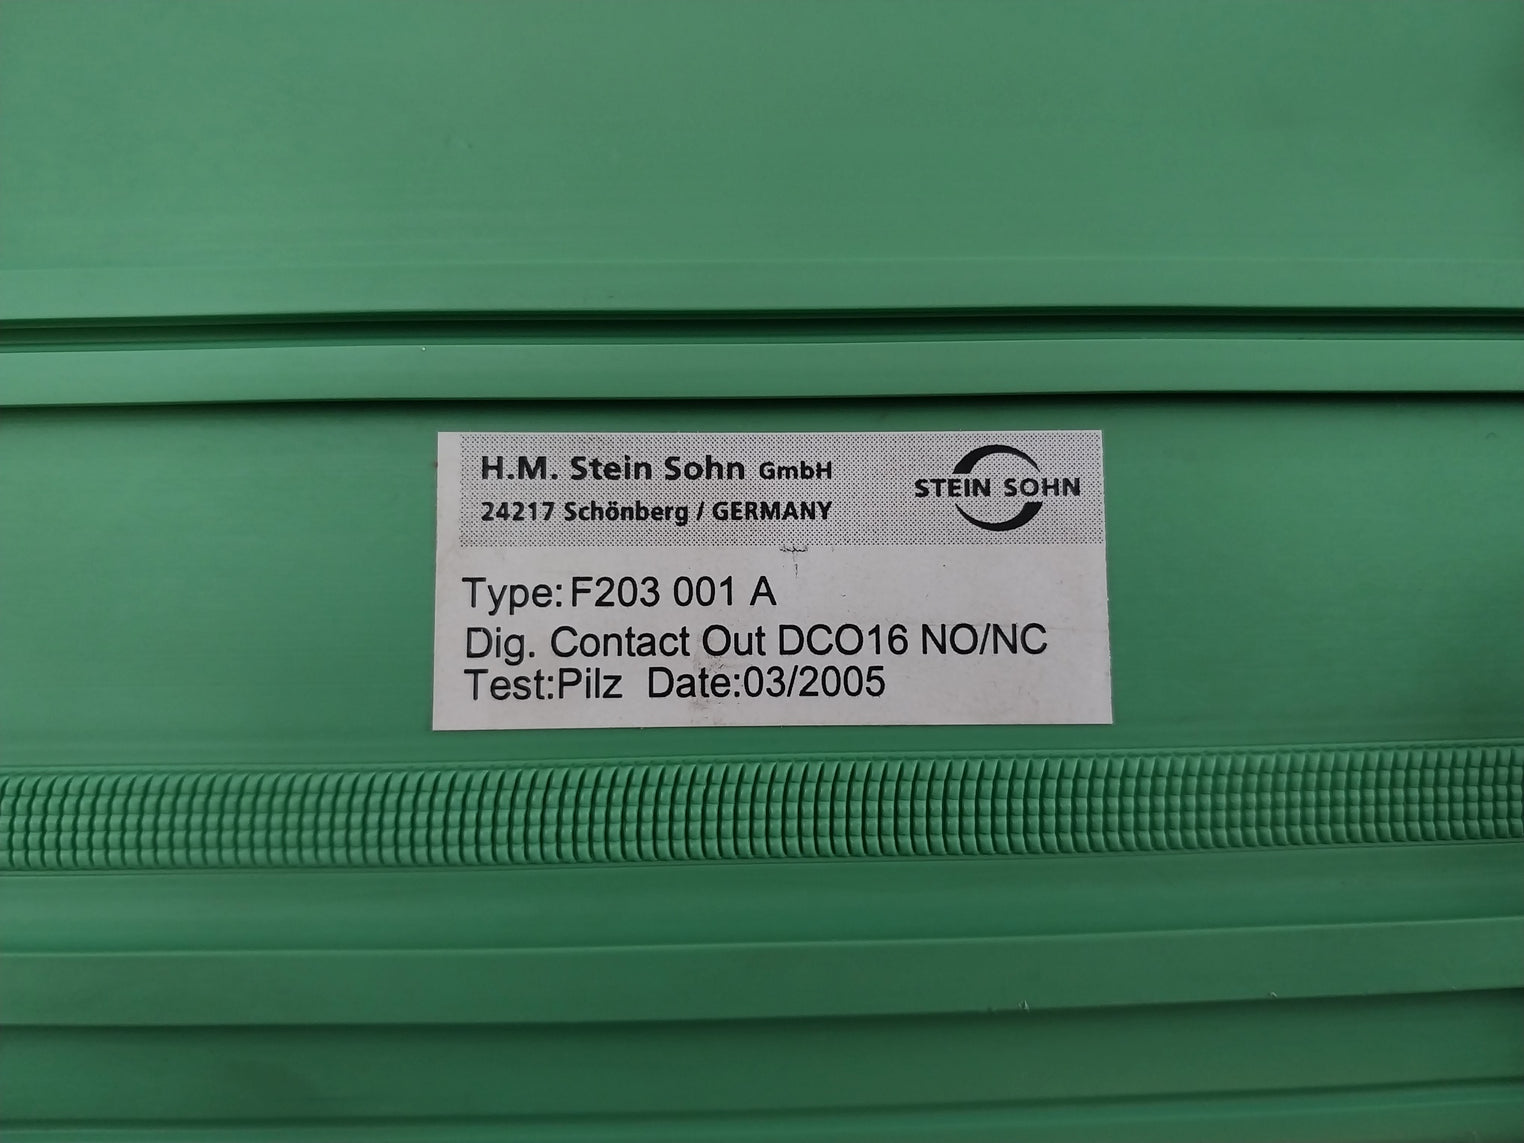 H.M. Stein Sohn GmbH
24217 Schönberg / GERMANY
STEIN SOHN
Type:F203 001 A
Dig. Contact Out DCO16 NO/NC
Test:Pilz Date:03/2005